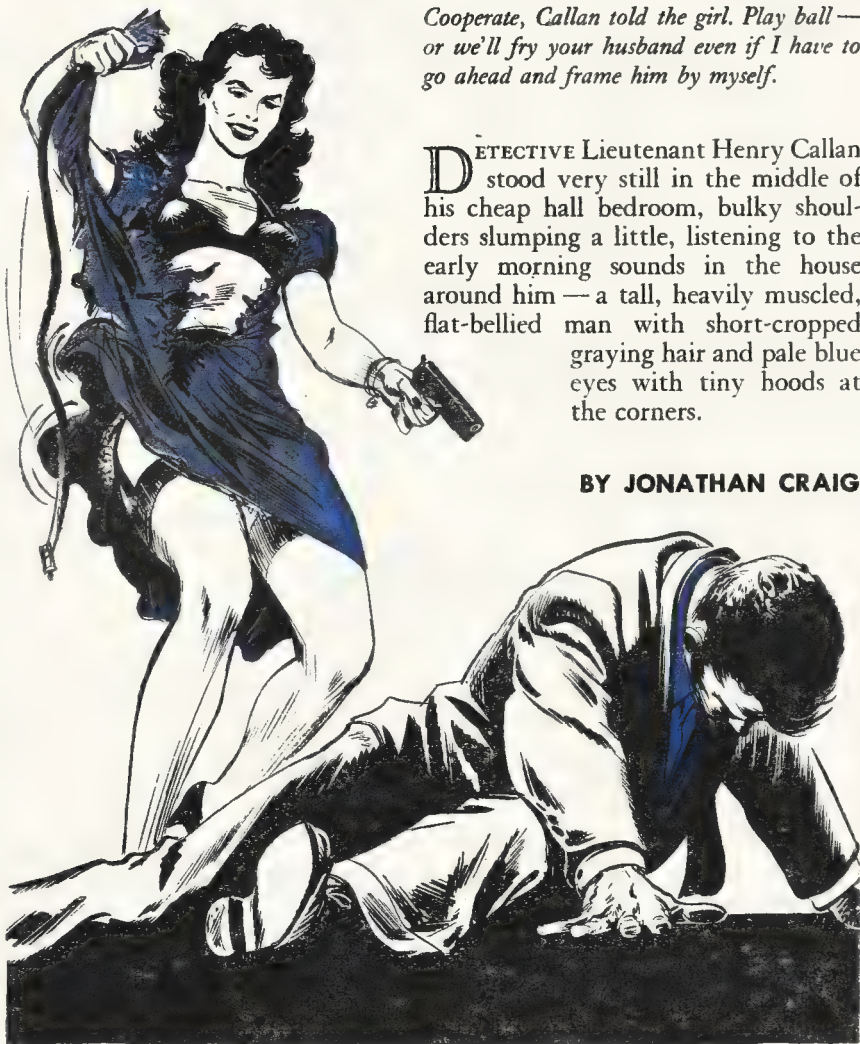 Cooperate, Callan told the girl. Play ball —
or we'll fry your husband even if I have to
go ahead and frame him by myself.
DETECTIVE Lieutenant Henry Callan
stood very still in the middle of
his cheap hall bedroom, bulky shoul-
ders slumping a little, listening to the
early morning sounds in the house
around him — a tall, heavily muscled,
flat-bellied man with short-cropped
graying hair and pale blue
eyes with tiny hoods at
the corners.
BY JONATHAN CRAIG